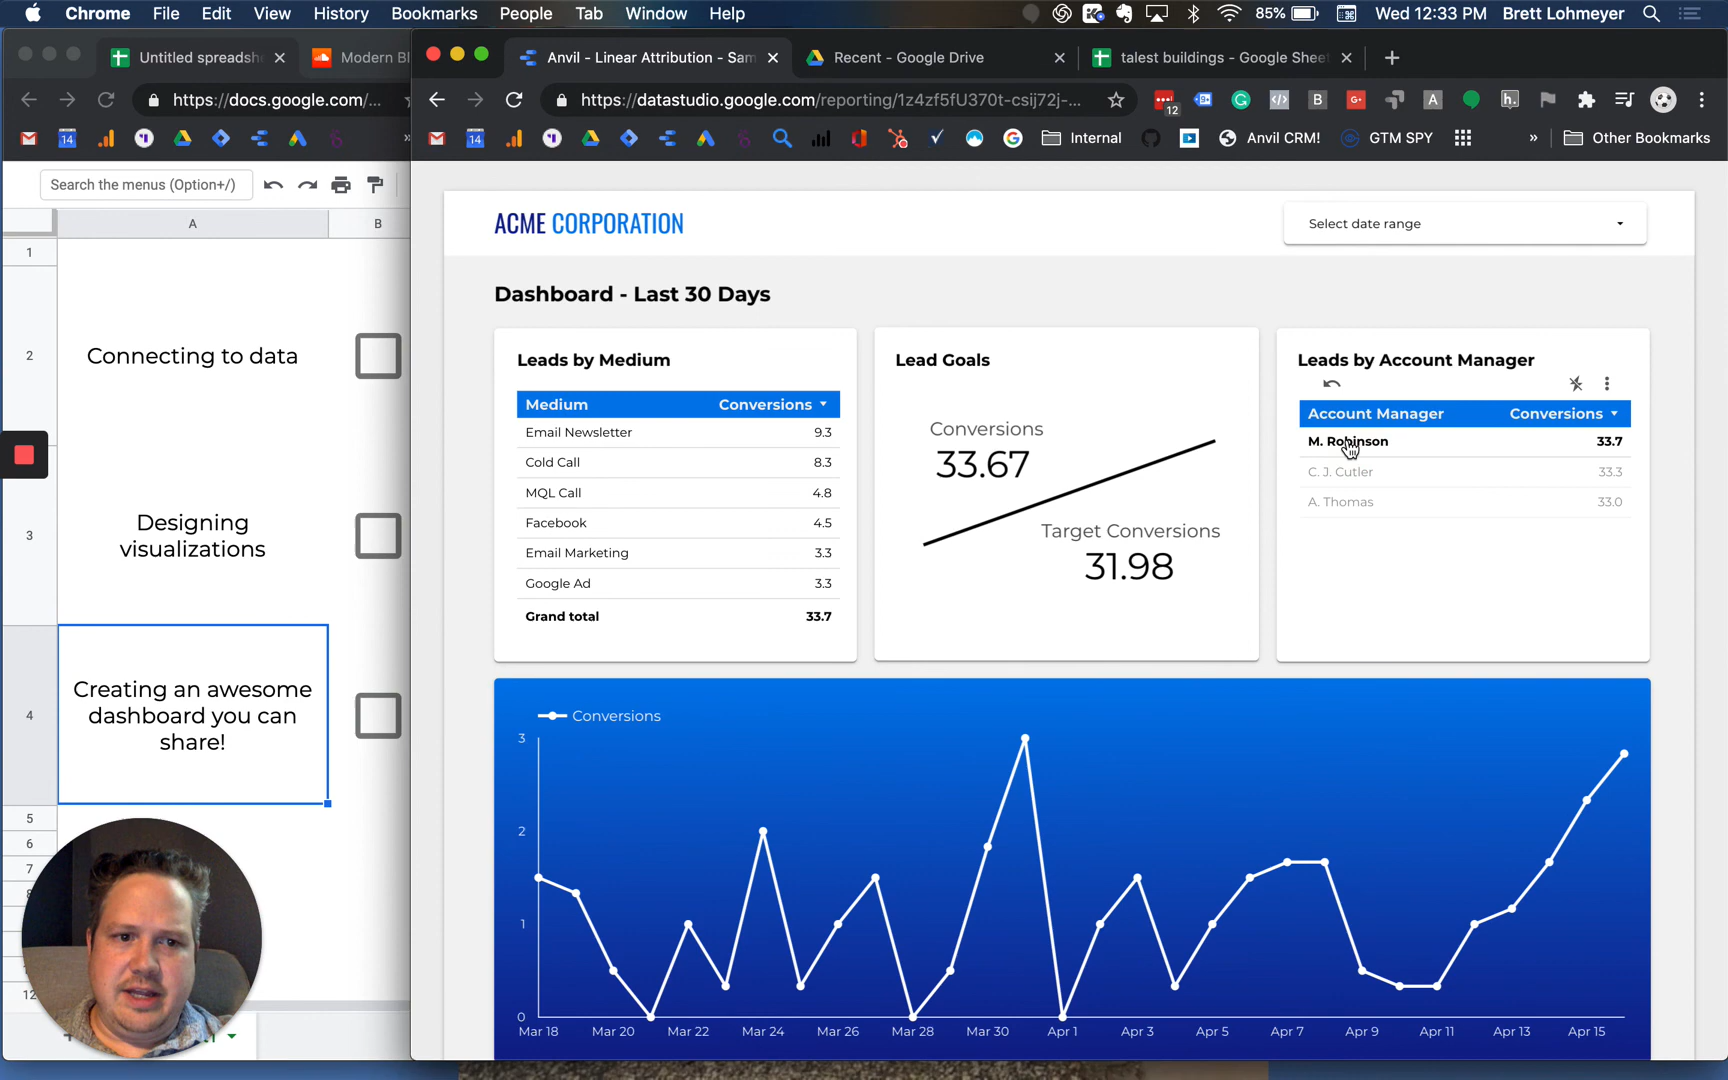 Chrome File Edit View History Bookmarks People Tab Window Help
85% Wed 12:33 PM Brett Lohmeyer
Untitled spreadsh
Modern Bl
https://docs.google.com/...
14
Search the menus (Option+/)
A B
1
2 Connecting to data
3 Designing
visualizations
4 Creating an awesome
dashboard you can
share!
5
6
7
12
Anvil - Linear Attribution - Sam
Recent - Google Drive
talest buildings - Google Sheet
https://datastudio.google.com/reporting/1z4zf5fU370t-csij72j-...
12
14
Internal
Anvil CRM!
GTM SPY
» Other Bookmarks
ACME CORPORATION
Select date range
Dashboard - Last 30 Days
Leads by Medium
Medium Conversions
Email Newsletter 9.3
Cold Call 8.3
MQL Call 4.8
Facebook 4.5
Email Marketing 3.3
Google Ad 3.3
Grand total 33.7
Lead Goals
Conversions
33.67
Target Conversions
31.98
Leads by Account Manager
Account Manager Conversions
M. Robinson 33.7
C. J. Cutler 33.3
A. Thomas 33.0
Conversions
3
2
1
0
Mar 18 Mar 20 Mar 22 Mar 24 Mar 26 Mar 28 Mar 30 Apr 1 Apr 3 Apr 5 Apr 7 Apr 9 Apr 11 Apr 13 Apr 15